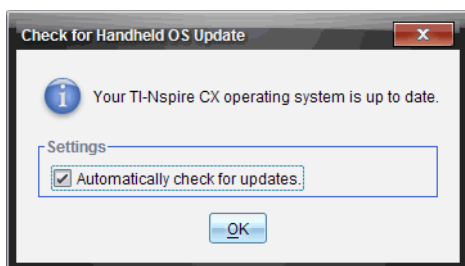 Check for Handheld OS Update
Your TI-Nspire CX operating system is up to date.
Settings
Automatically check for updates.
OK